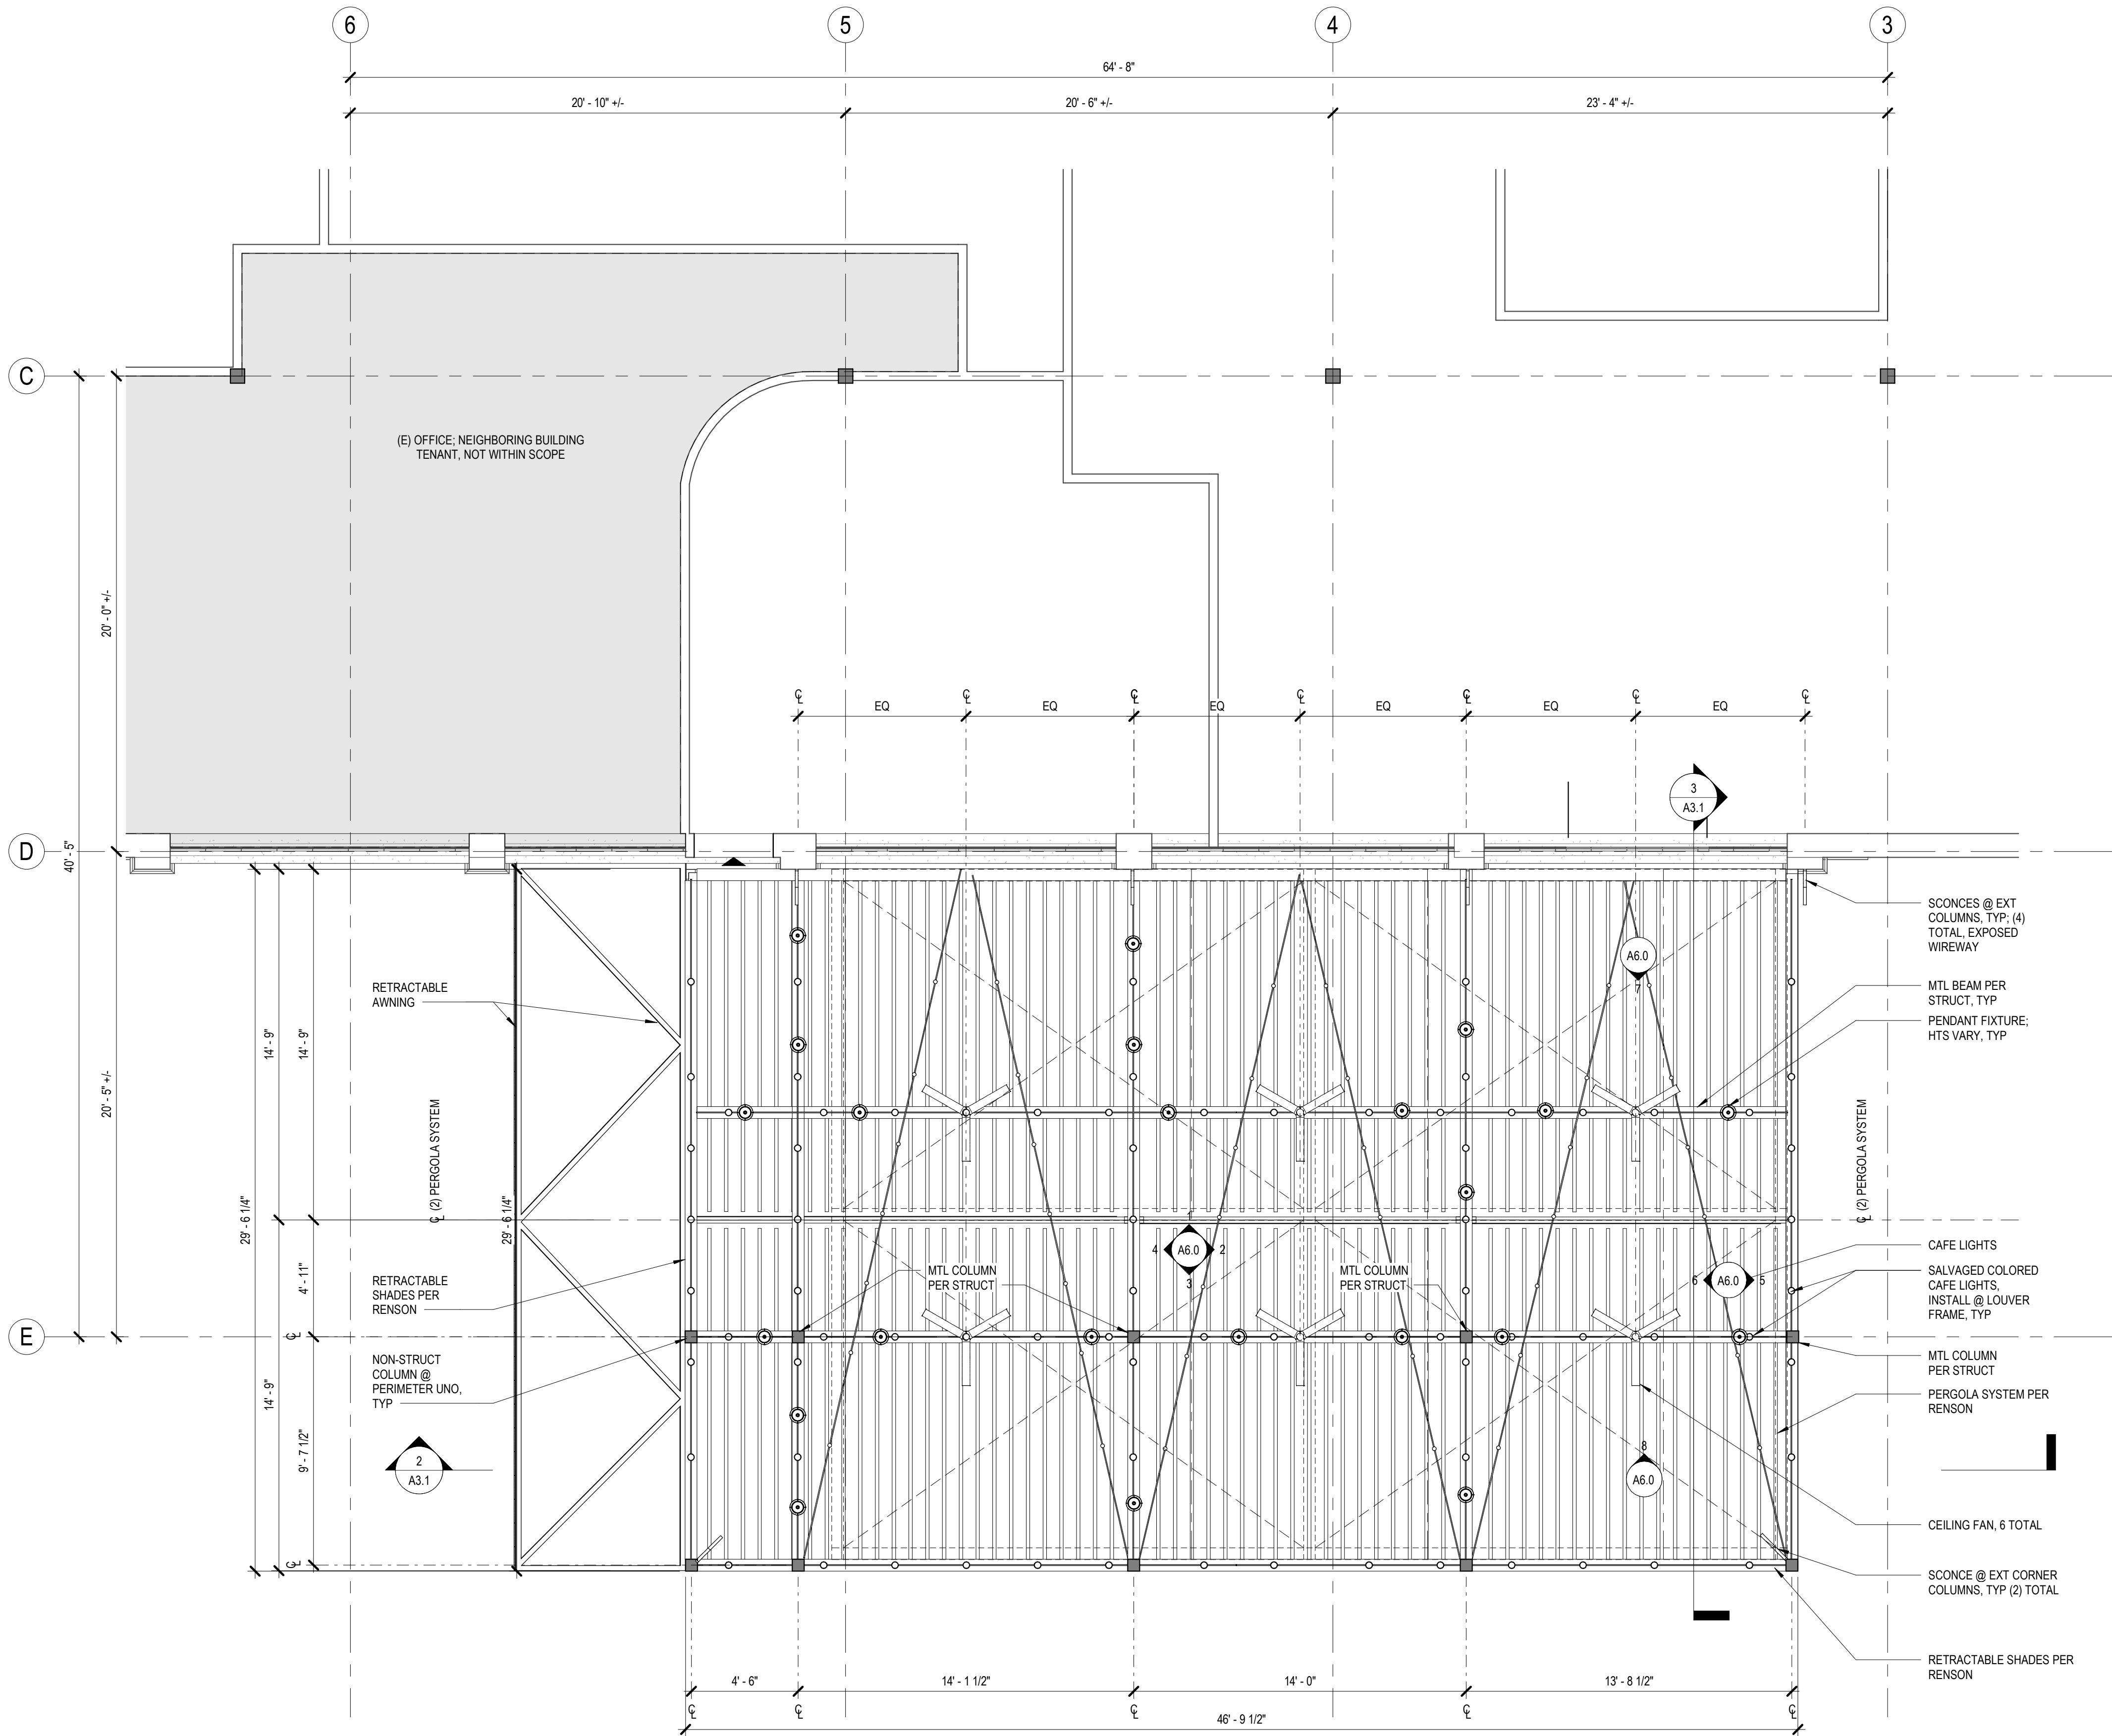 6
5
4
3
64' - 8"
20' - 10" +/-
20' - 6" +/-
23' - 4" +/-
C
(E) OFFICE; NEIGHBORING BUILDING
TENANT, NOT WITHIN SCOPE
20' - 0" +/-
40' - 5"
EQ
EQ
EQ
EQ
EQ
EQ
3
A3.1
D
SCONCES @ EXT
COLUMNS, TYP; (4)
TOTAL, EXPOSED
WIREWAY
A6.0
7
RETRACTABLE
AWNING
MTL BEAM PER
STRUCT, TYP
PENDANT FIXTURE;
HTS VARY, TYP
14' - 9"
14' - 9"
20' - 5" +/-
℄ (2) PERGOLA SYSTEM
℄ (2) PERGOLA SYSTEM
29' - 6 1/4"
29' - 6 1/4"
1
4 A6.0 2
3
CAFE LIGHTS
MTL COLUMN
PER STRUCT
MTL COLUMN
PER STRUCT
6 A6.0 5
RETRACTABLE
SHADES PER
RENSON
4' - 11"
SALVAGED COLORED
CAFE LIGHTS,
INSTALL @ LOUVER
FRAME, TYP
E
NON-STRUCT
COLUMN @
PERIMETER UNO,
TYP
MTL COLUMN
PER STRUCT
PERGOLA SYSTEM PER
RENSON
14' - 9"
9' - 7 1/2"
2
A3.1
8
A6.0
CEILING FAN, 6 TOTAL
SCONCE @ EXT CORNER
COLUMNS, TYP (2) TOTAL
RETRACTABLE SHADES PER
RENSON
4' - 6"
14' - 1 1/2"
14' - 0"
13' - 8 1/2"
46' - 9 1/2"